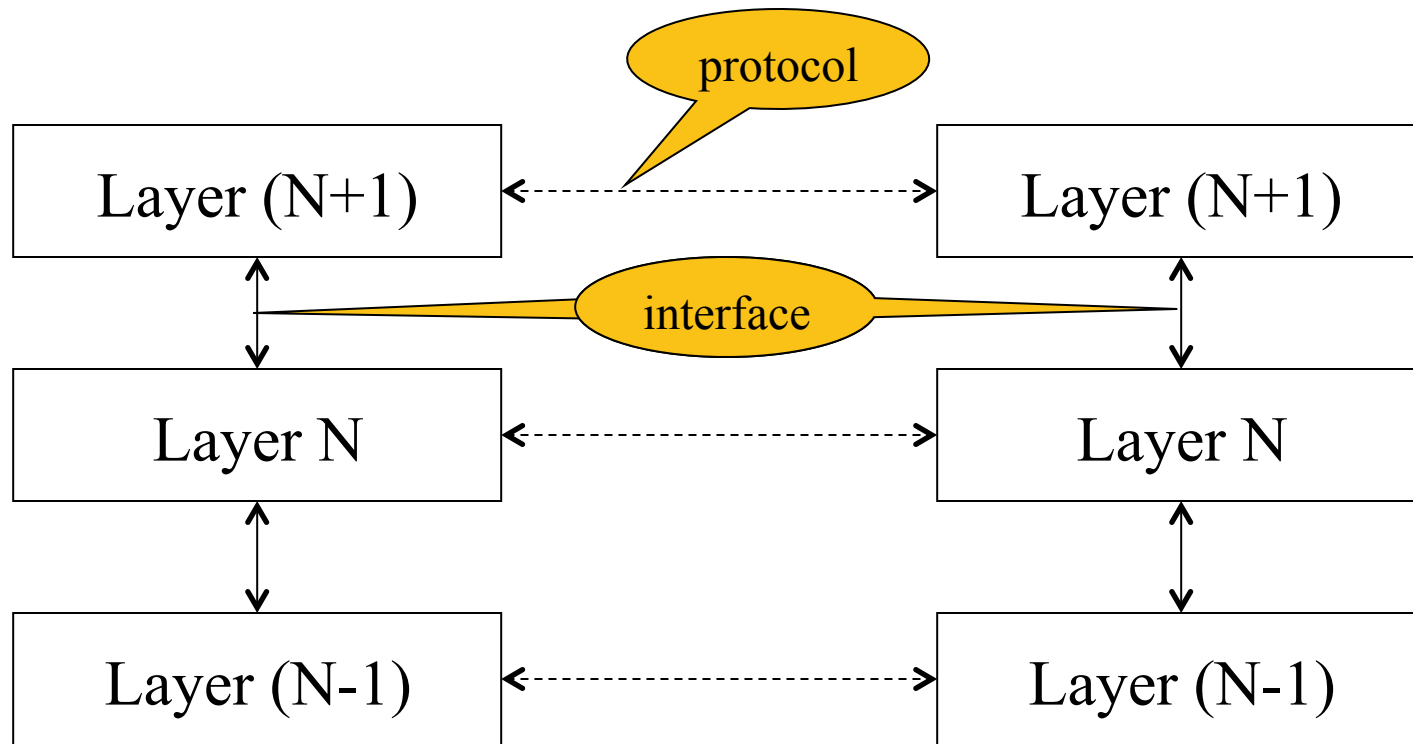 protocol
Layer (N+1)
Layer (N+1)
interface
Layer N
Layer N
Layer (N-1)
Layer (N-1)